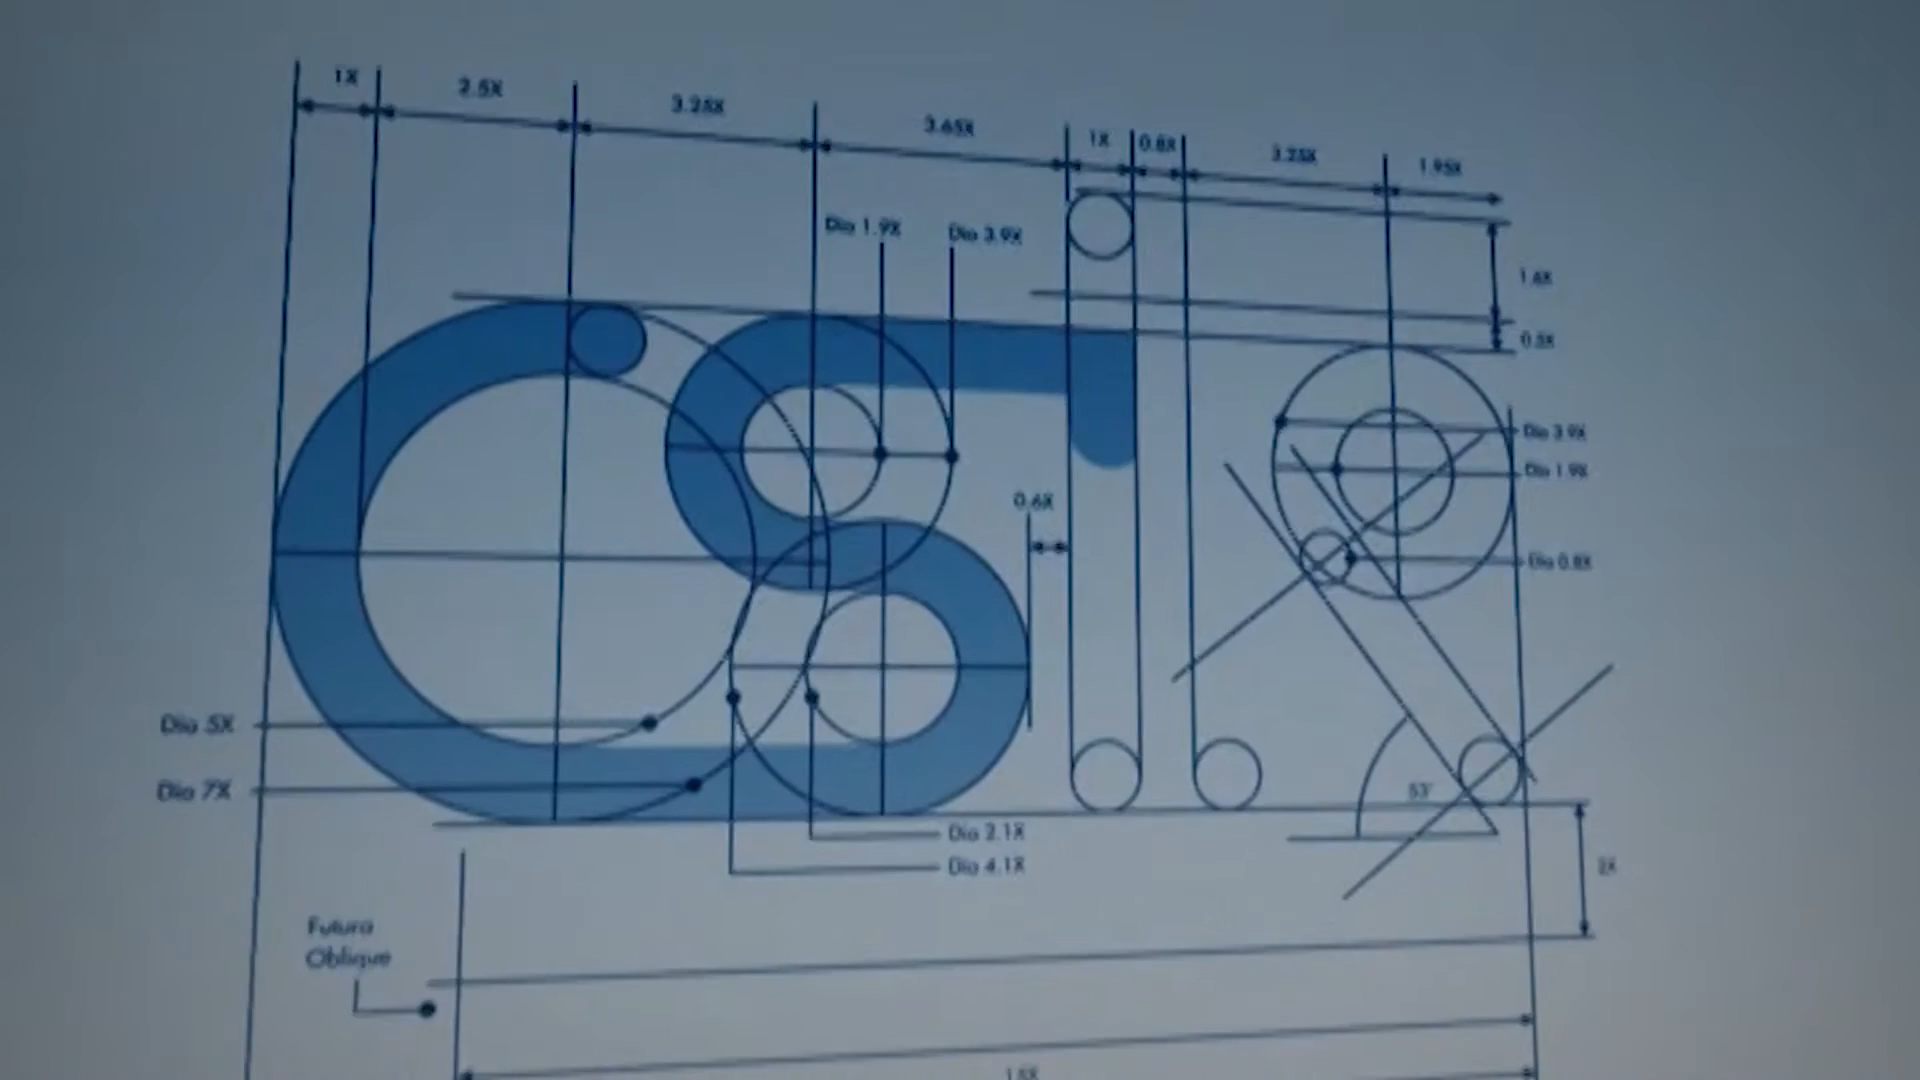 1X
2.5X
3.25X
3.65X
1X
0.8X
3.25X
1.95X
Dia 1.9X
Dia 3.9X
1.6X
0.5X
Dia 3.9X
Dia 1.9X
0.6X
Dia 0.8X
Dia 5X
Dia 7X
53°
Dia 2.1X
Dia 4.1X
2X
Futura
Oblique
CSIR